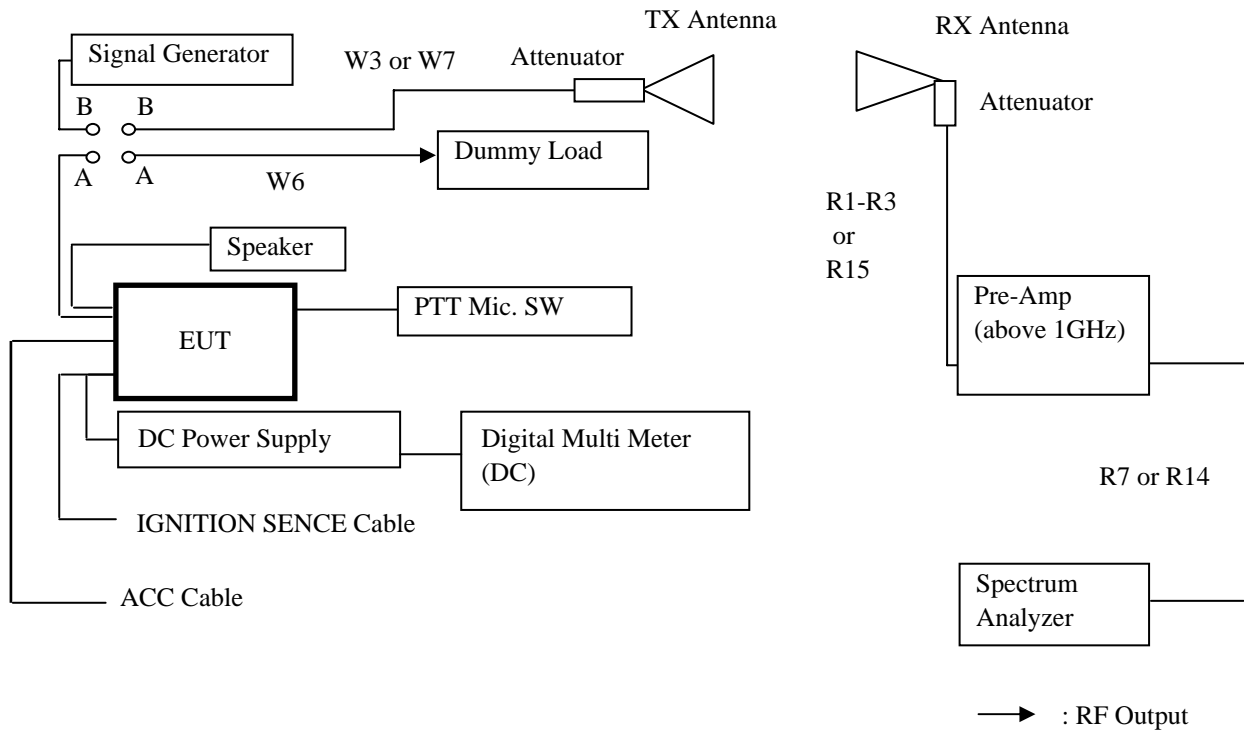 TX Antenna
RX Antenna
Signal Generator
W3 or W7
Attenuator
Attenuator
B
B
A
A
W6
Dummy Load
R1-R3
or
R15
Speaker
EUT
PTT Mic. SW
Pre-Amp
(above 1GHz)
DC Power Supply
Digital Multi Meter
(DC)
R7 or R14
IGNITION SENCE Cable
ACC Cable
Spectrum
Analyzer
: RF Output